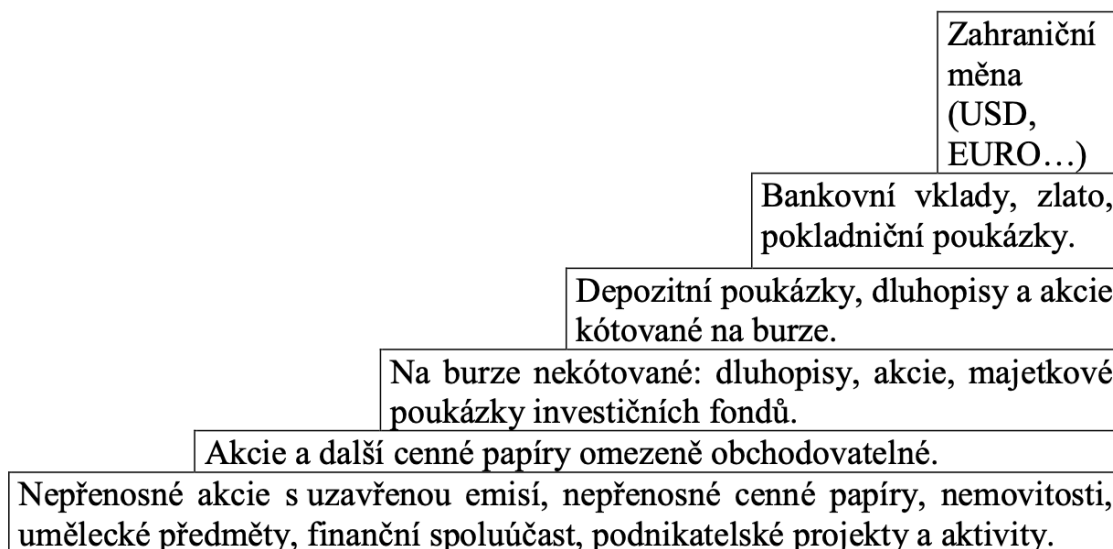 Zahraniční
měna
(USD,
EURO…)
Bankovní vklady, zlato,
pokladniční poukázky.
Depozitní poukázky, dluhopisy a akcie
kótované na burze.
Na burze nekótované: dluhopisy, akcie, majetkové
poukázky investičních fondů.
Akcie a další cenné papíry omezeně obchodovatelné.
Nepřenosné akcie s uzavřenou emisí, nepřenosné cenné papíry, nemovitosti,
umělecké předměty, finanční spoluúčast, podnikatelské projekty a aktivity.